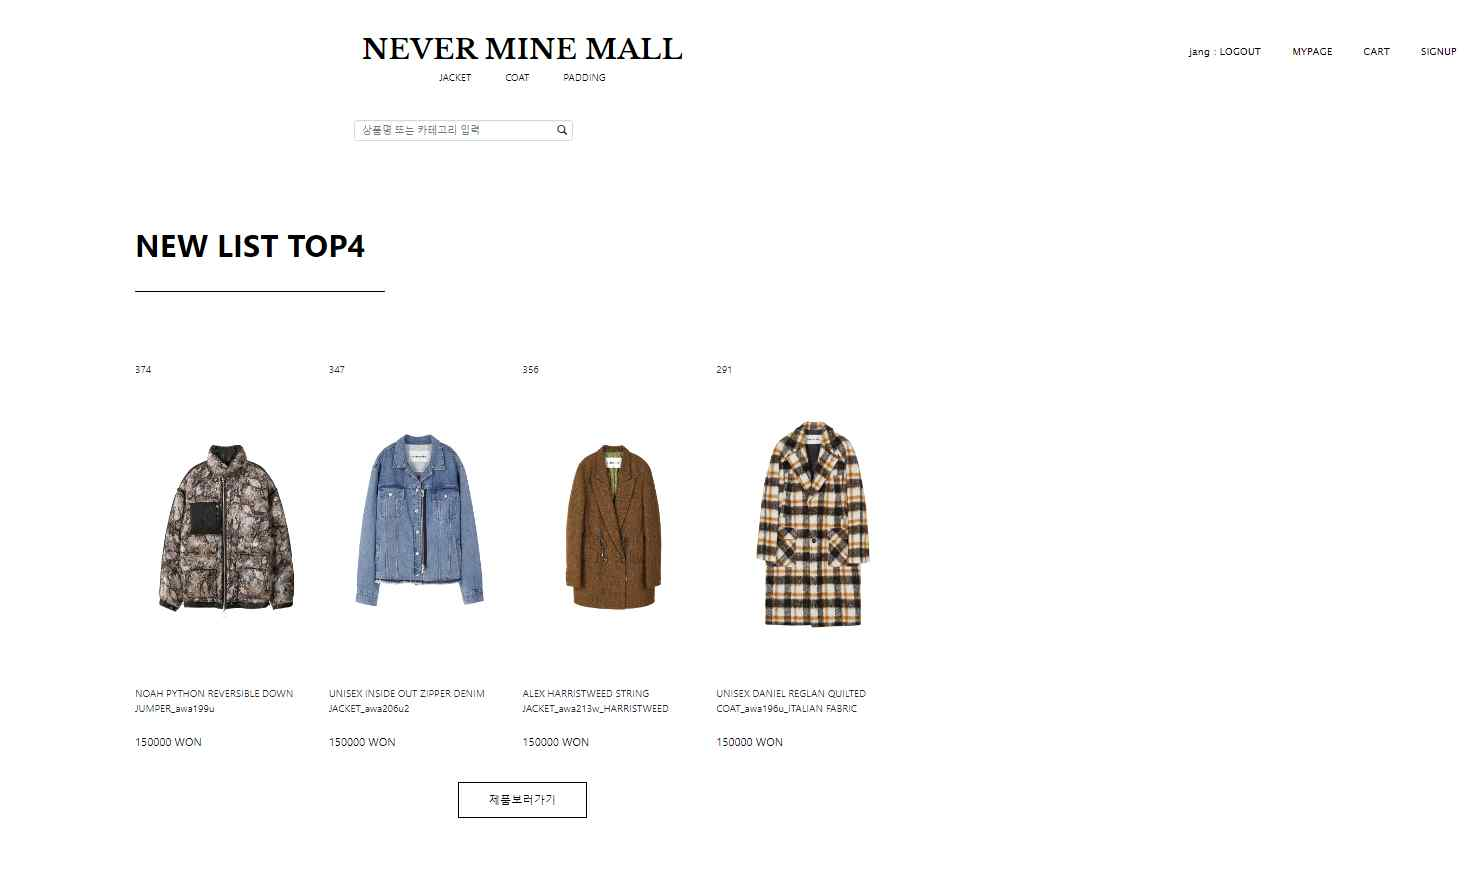 NEVER MINE MALL
jang : LOGOUT MYPAGE CART SIGNUP
JACKET COAT PADDING
상품명 또는 카테고리 입력
NEW LIST TOP4
374 347 356 291
NOAH PYTHON REVERSIBLE DOWN
JUMPER_awa199u
UNISEX INSIDE OUT ZIPPER DENIM
JACKET_awa206u2
ALEX HARRISTWEED STRING
JACKET_awa213w_HARRISTWEED
UNISEX DANIEL REGLAN QUILTED
COAT_awa196u_ITALIAN FABRIC
150000 WON 150000 WON 150000 WON 150000 WON
제품보러가기